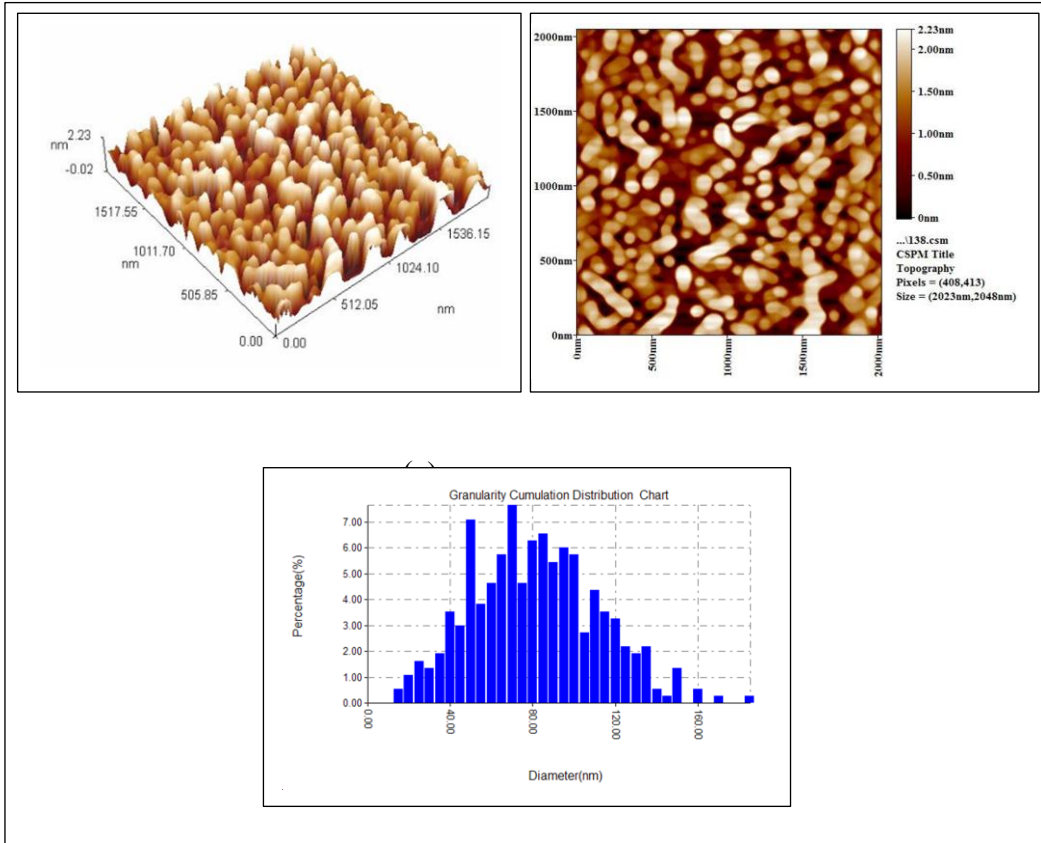 nm
2.23
-0.02
1517.55
1011.70
nm
505.85
0.00
0.00
512.05
1024.10
1536.15
nm
2000nm
1500nm
1000nm
500nm
0nm
0nm
500nm
1000nm
1500nm
2000nm
2.23nm
2.00nm
1.50nm
1.00nm
0.50nm
0nm
...\138.csm
CSPM Title
Topography
Pixels = (408,413)
Size = (2023nm,2048nm)
Granularity Cumulation Distribution Chart
Percentage(%)
7.00
6.00
5.00
4.00
3.00
2.00
1.00
0.00
0.00
40.00
80.00
120.00
160.00
Diameter(nm)